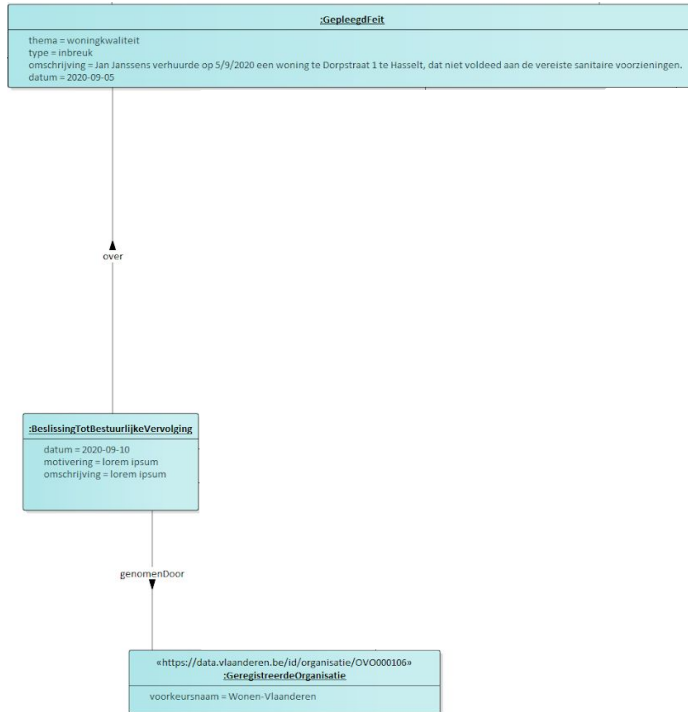 :GepleegdFeit
thema = woningkwaliteit
type = inbreuk
omschrijving = Jan Janssens verhuurde op 5/9/2020 een woning te Dorpstraat 1 te Hasselt, dat niet voldeed aan de vereiste sanitaire voorzieningen.
datum = 2020-09-05
over
:BeslissingTotBestuurlijkeVervolging
datum = 2020-09-10
motivering = lorem ipsum
omschrijving = lorem ipsum
genomenDoor
«https://data.vlaanderen.be/id/organisatie/OVO000106»
:GeregistreerdeOrganisatie
voorkeursnaam = Wonen-Vlaanderen